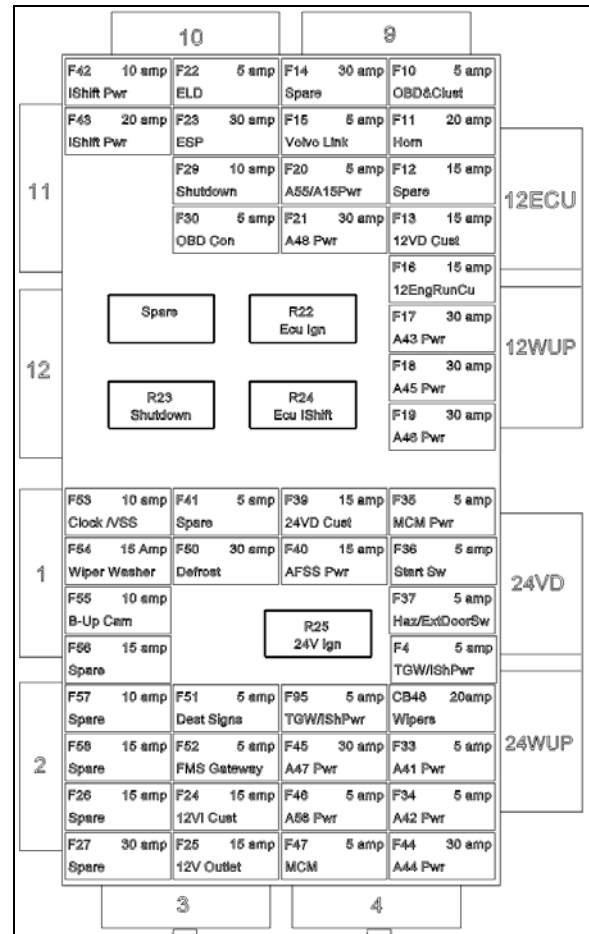 10
9
F42 10 amp
IShift Pwr
F22 5 amp
ELD
F14 30 amp
Spare
F10 5 amp
OBD&Clust
F43 20 amp
IShift Pwr
F23 30 amp
ESP
F15 5 amp
Volvo Link
F11 20 amp
Horn
F29 10 amp
Shutdown
F20 5 amp
A55/A15Pwr
F12 15 amp
Spare
11
12ECU
F30 5 amp
OBD Con
F21 30 amp
A48 Pwr
F13 15 amp
12VD Cust
F16 15 amp
12EngRunCu
Spare
R22
Ecu Ign
F17 30 amp
A43 Pwr
12
12WUP
F18 30 amp
A45 Pwr
R23
Shutdown
R24
Ecu IShift
F19 30 amp
A46 Pwr
F53 10 amp
Clock /VSS
F41 5 amp
Spare
F39 15 amp
24VD Cust
F35 5 amp
MCM Pwr
F54 15 Amp
Wiper Washer
F50 30 amp
Defrost
F40 15 amp
AFSS Pwr
F36 5 amp
Start Sw
1
24VD
F55 10 amp
B-Up Cam
F37 5 amp
Haz/ExtDoorSw
R25
24V Ign
F56 15 amp
Spare
F4 5 amp
TGW/IShPwr
F57 10 amp
Spare
F51 5 amp
Dest Signs
F95 5 amp
TGW/IShPwr
CB46 20amp
Wipers
2
24WUP
F58 15 amp
Spare
F52 5 amp
FMS Gateway
F45 30 amp
A47 Pwr
F33 5 amp
A41 Pwr
F26 15 amp
Spare
F24 15 amp
12VI Cust
F46 5 amp
A56 Pwr
F34 5 amp
A42 Pwr
F27 30 amp
Spare
F25 15 amp
12V Outlet
F47 5 amp
MCM
F44 30 amp
A44 Pwr
3
4